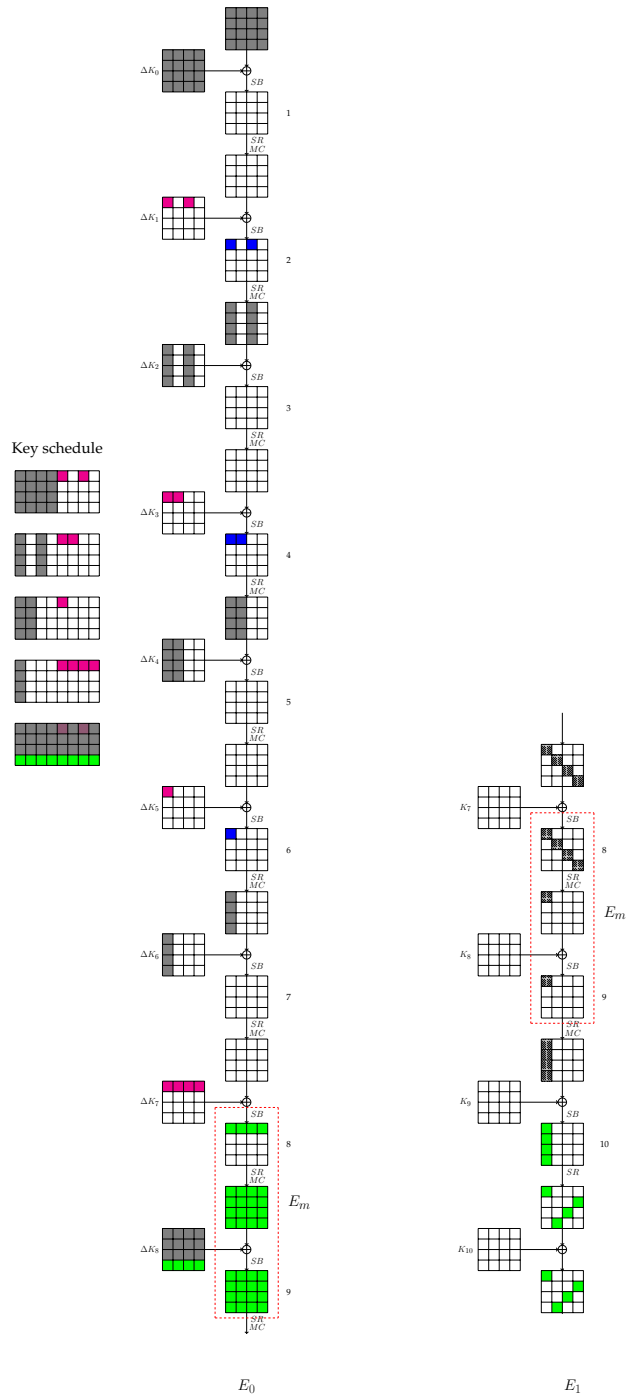 ΔK₀
SB
1
SR
MC
ΔK₁
SB
2
SR
MC
ΔK₂
SB
3
SR
MC
Key schedule
ΔK₃
SB
4
SR
MC
ΔK₄
SB
5
SR
MC
ΔK₅
SB
6
SR
MC
ΔK₆
SB
7
SR
MC
ΔK₇
SB
8
SR
MC
Eₘ
ΔK₈
SB
9
SR
MC
E₀
K₇
SB
8
SR
MC
Eₘ
K₈
SB
9
SR
MC
K₉
SB
10
SR
K₁₀
E₁